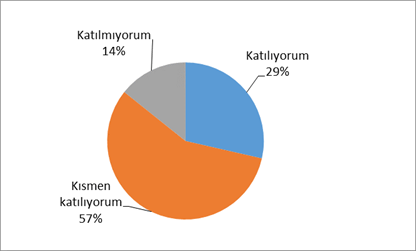 Katılmıyorum
14%
Katılıyorum
29%
Kısmen
katılıyorum
57%